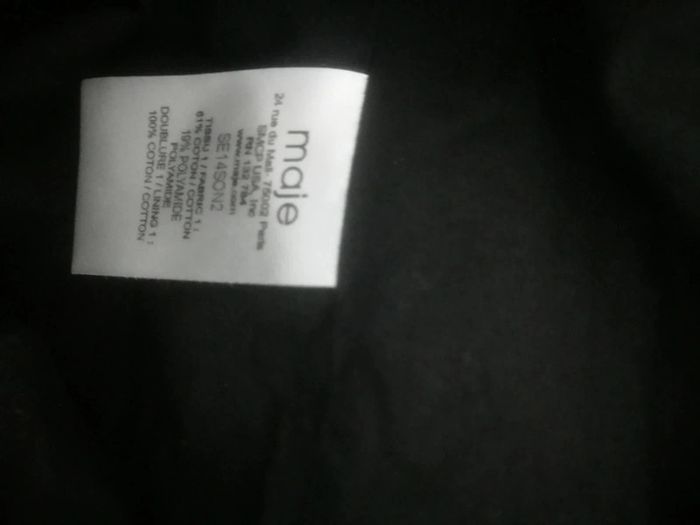 maje
24 rue du Mail- 75002 Paris
SMCP USA, Inc
RN 132 784
www.maje.com
SE14SON2
TISSU 1 / FABRIC 1 :
81% COTON / COTTON
19% POLYAMIDE
POLYAMIDE
DOUBLURE 1 / LINING 1 :
100% COTON / COTTON